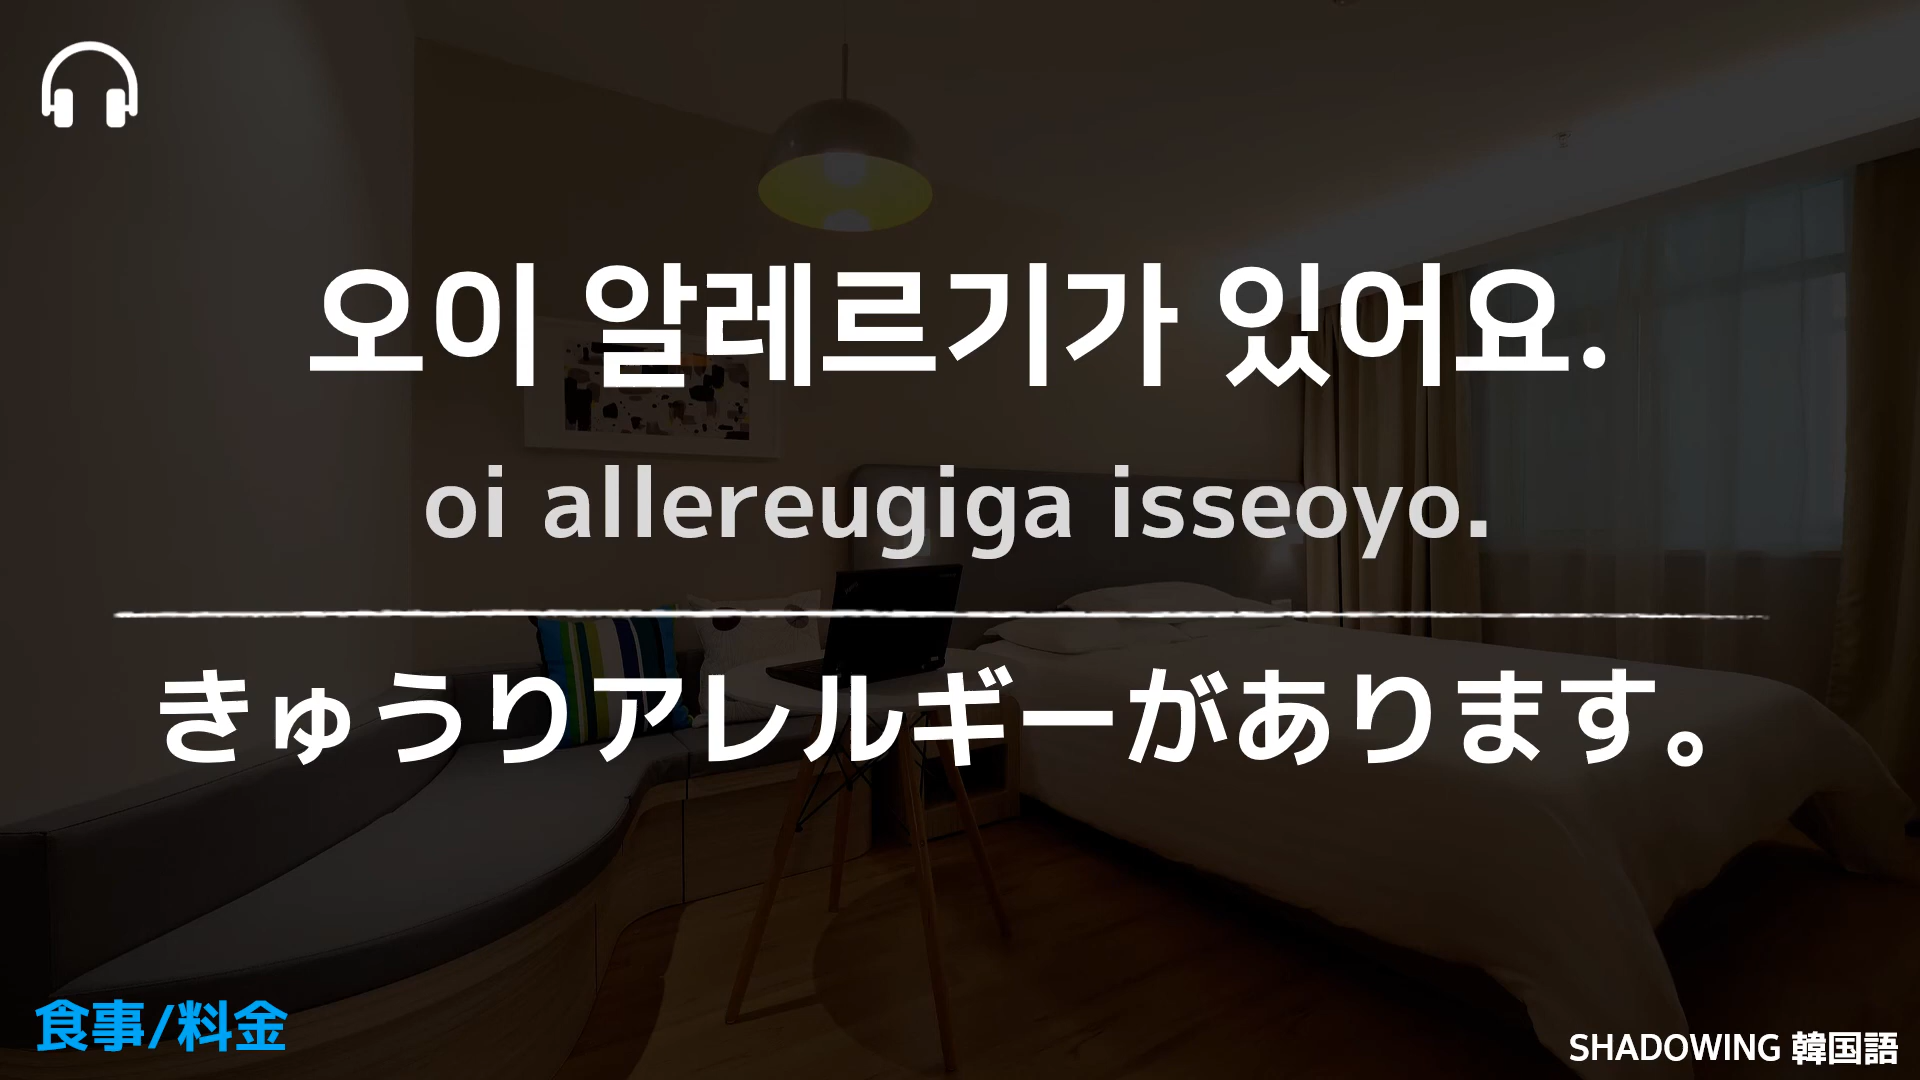 오이 알레르기가 있어요.
oi allereugiga isseoyo.
きゅうりアレルギーがあります。
食事/料金
SHADOWING 韓国語